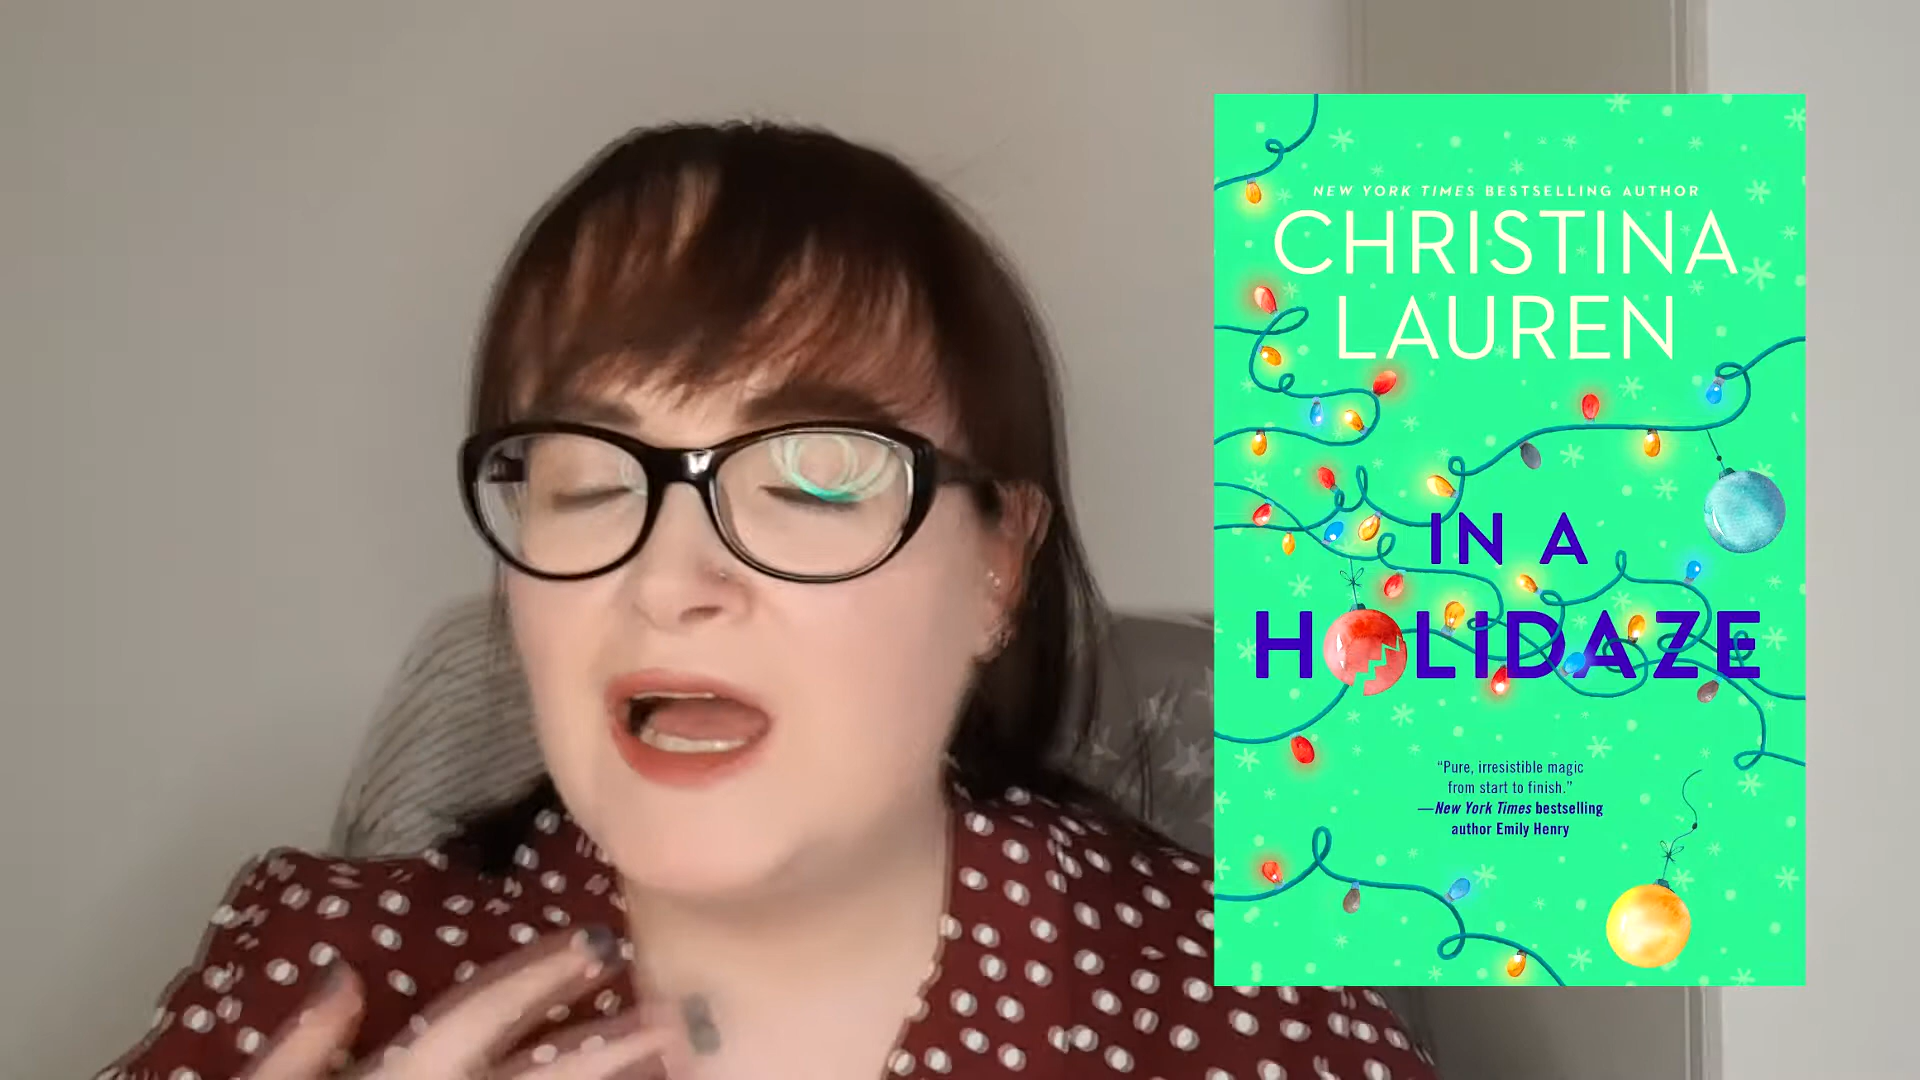 NEW YORK TIMES BESTSELLING AUTHOR
CHRISTINA
LAUREN
IN A
HOLIDAZE
“Pure, irresistible magic
from start to finish.”
—New York Times bestselling
author Emily Henry